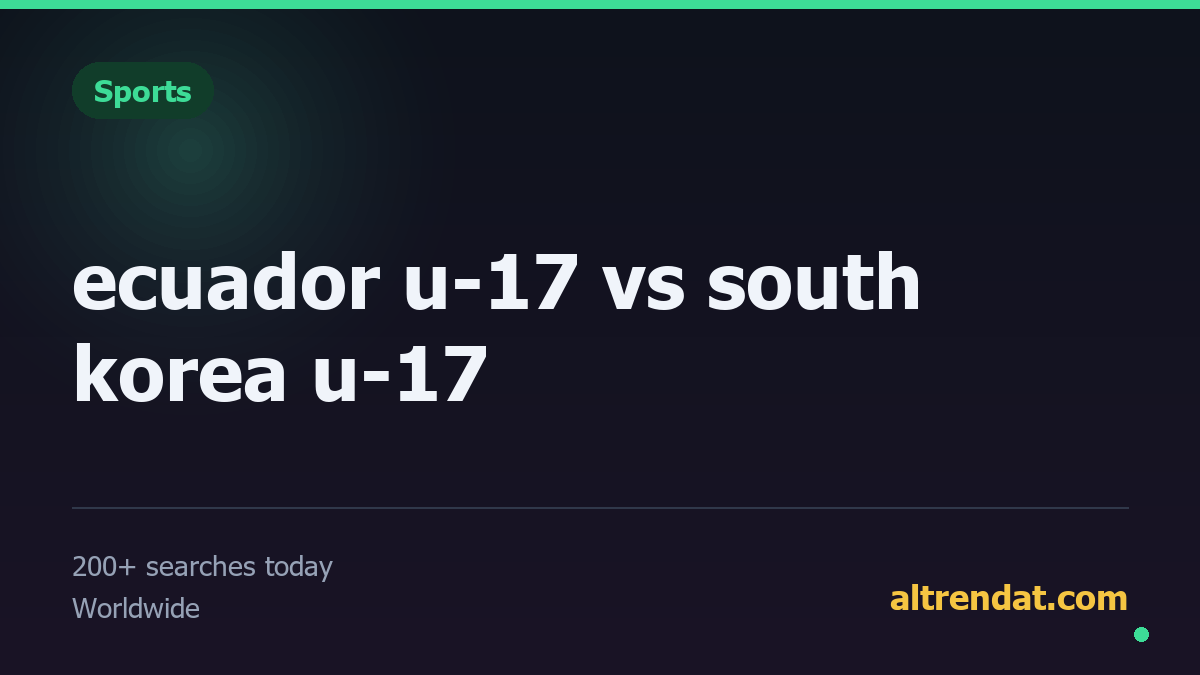 Sports
ecuador u-17 vs south
korea u-17
200+ searches today
Worldwide
altrendat.com